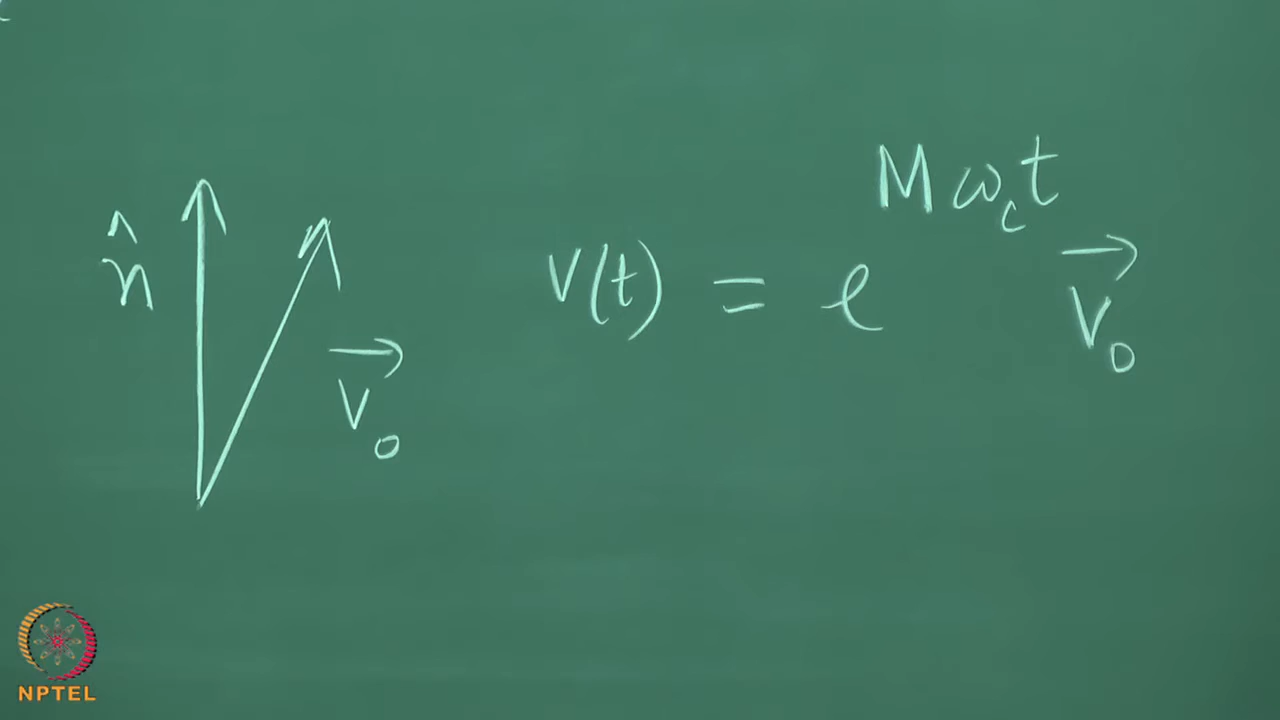 n̂
V⃗₀
V(t) = e^{Mω_c t} V⃗₀
NPTEL